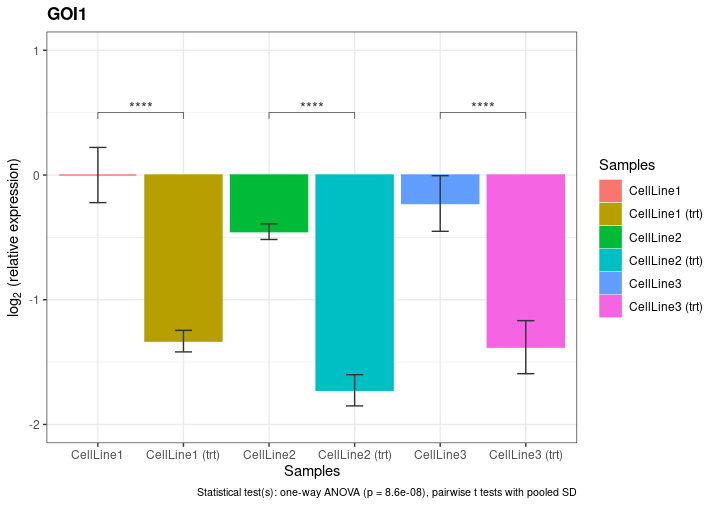 GOI1
1
0
-1
-2
log2 (relative expression)
**** **** ****
CellLine1 CellLine1 (trt) CellLine2 CellLine2 (trt) CellLine3 CellLine3 (trt)
Samples
Statistical test(s): one-way ANOVA (p = 8.6e-08), pairwise t tests with pooled SD
Samples
CellLine1
CellLine1 (trt)
CellLine2
CellLine2 (trt)
CellLine3
CellLine3 (trt)